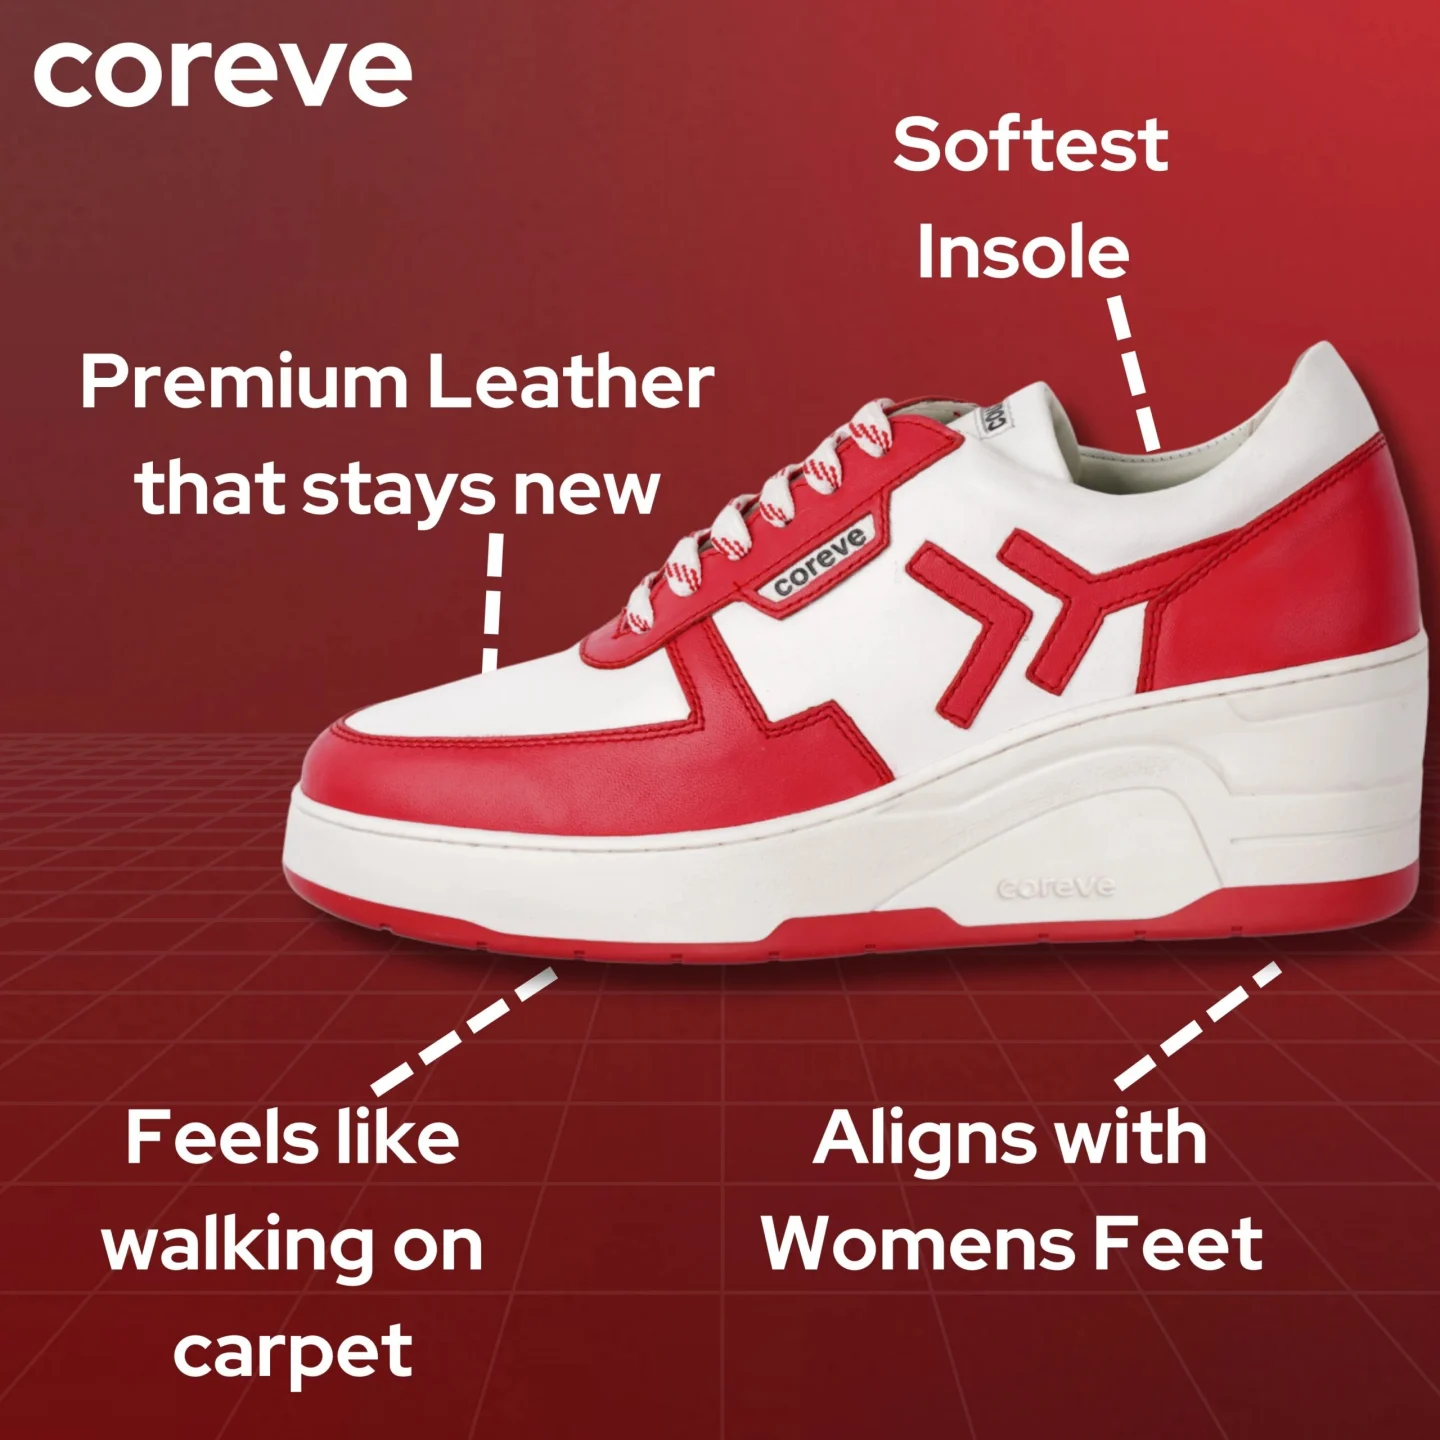 coreve
Softest
Insole
Premium Leather
that stays new
coreve
coreve
Feels like
walking on
carpet
Aligns with
Womens Feet